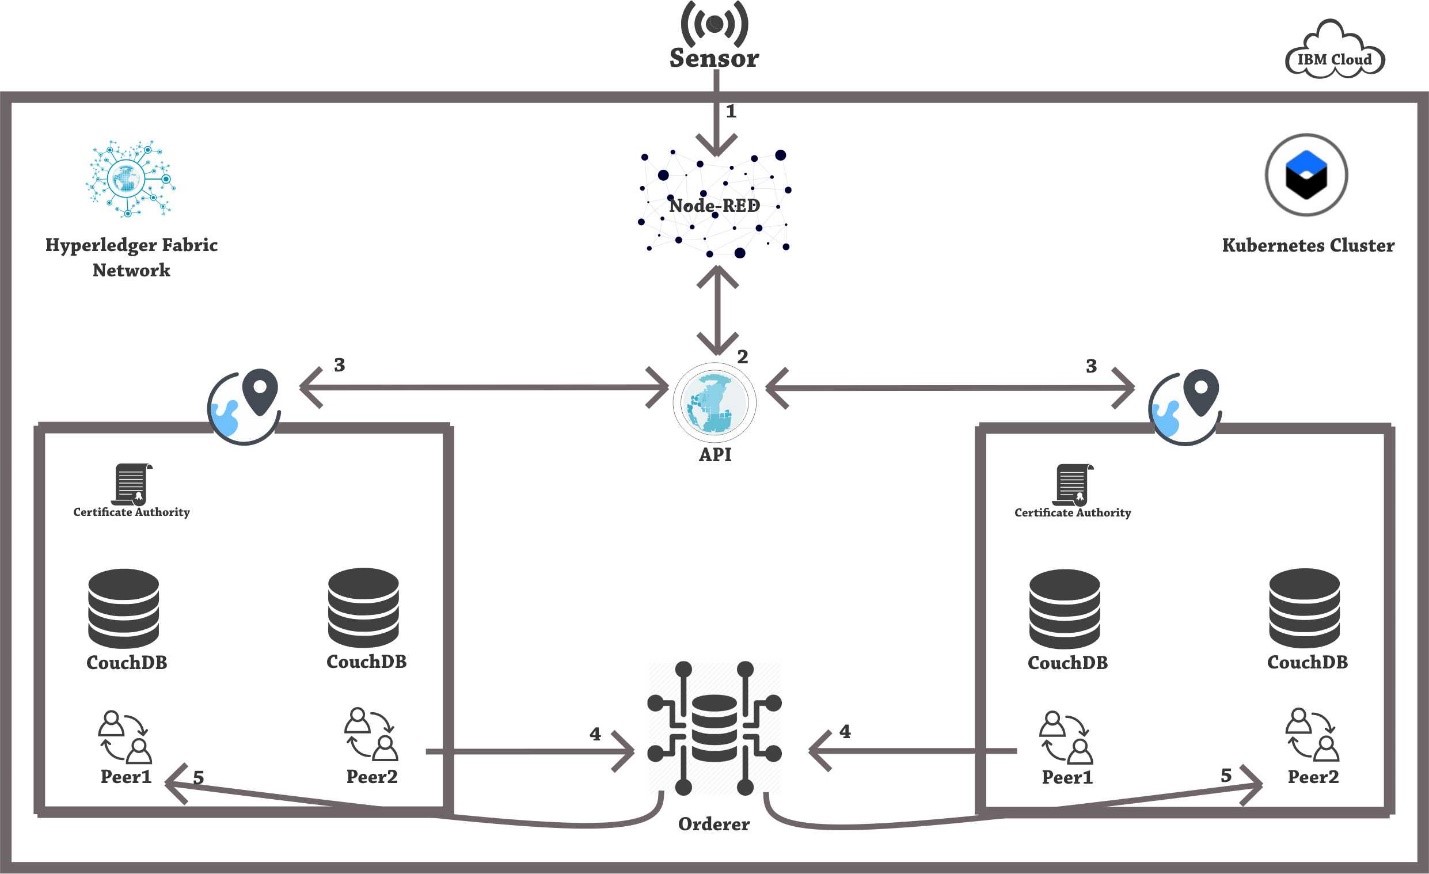 Sensor
IBM Cloud
1
Node-RED
Hyperledger Fabric
Network
Kubernetes Cluster
2
3
3
API
Certificate Authority
Certificate Authority
CouchDB
CouchDB
CouchDB
CouchDB
4
4
Peer1
5
Peer2
Peer1
5
Peer2
Orderer